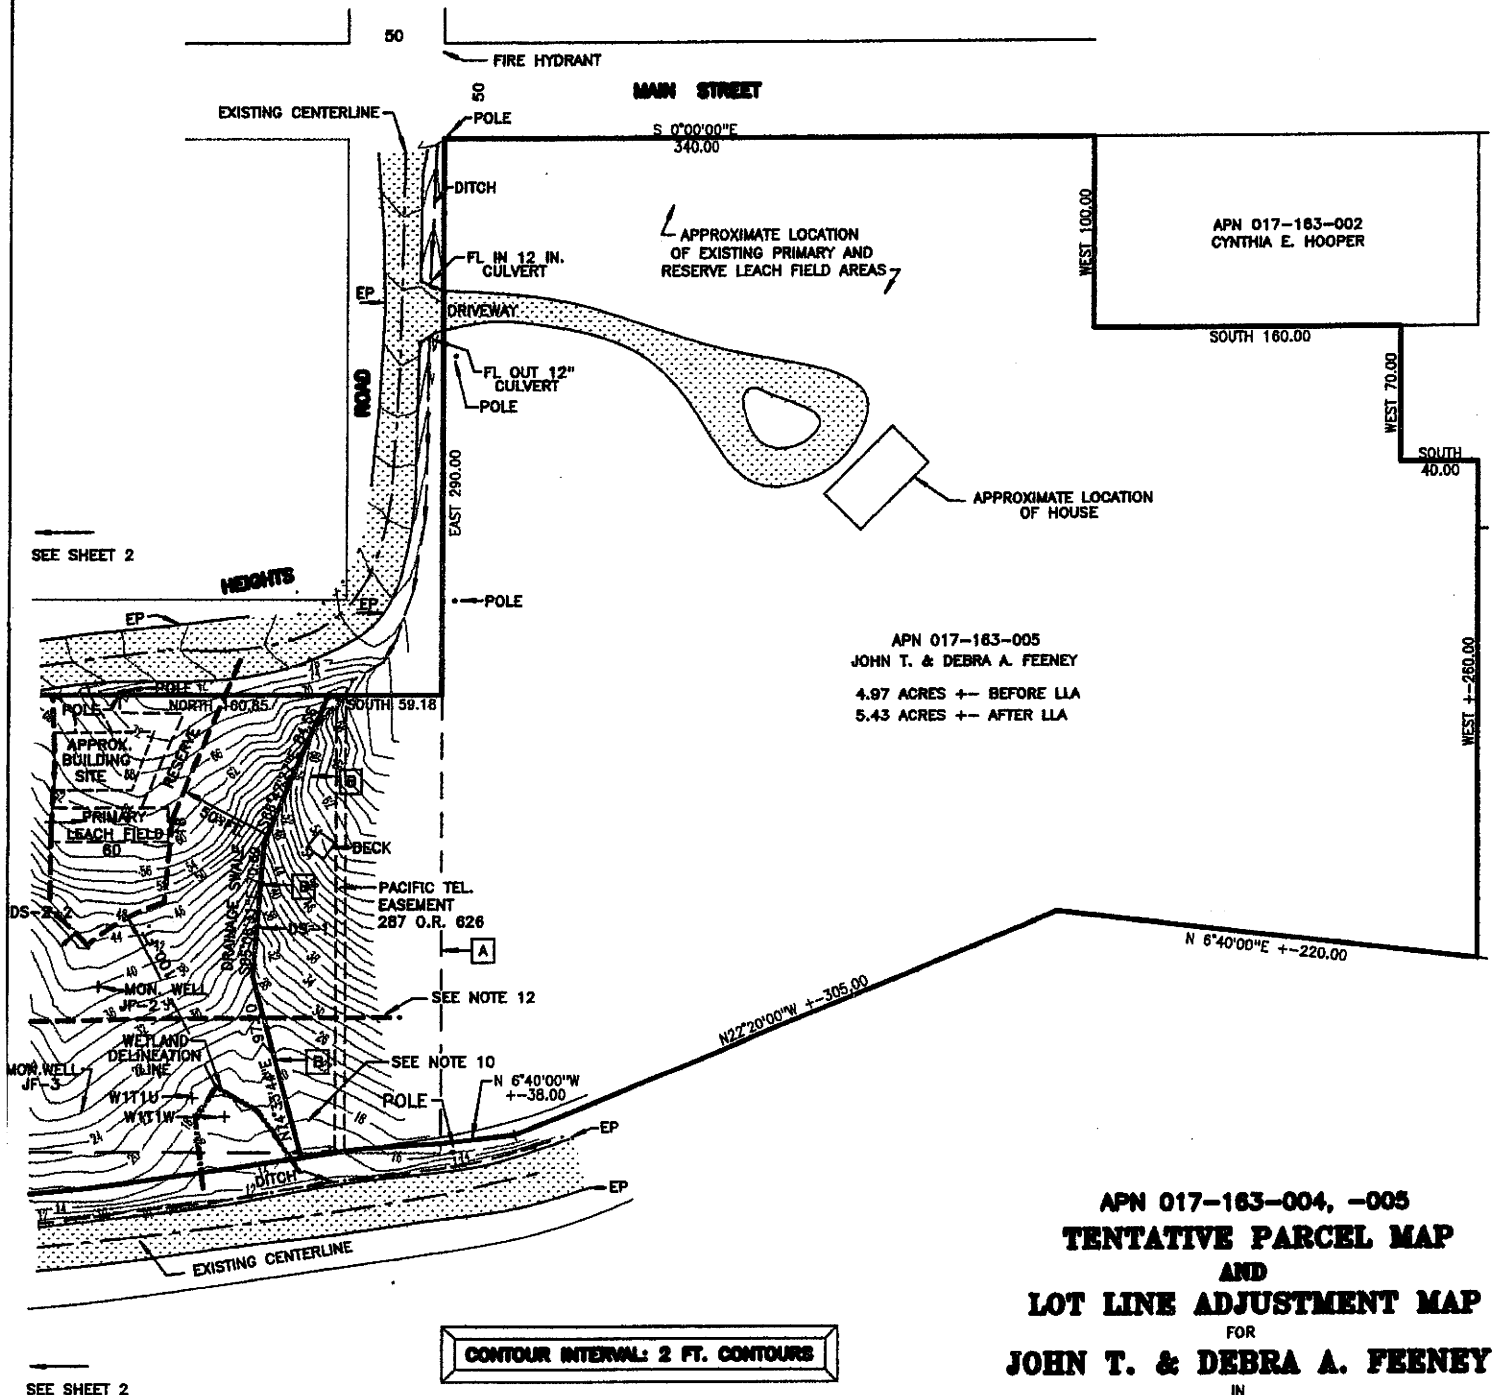 50
FIRE HYDRANT
50
MAIN STREET
EXISTING CENTERLINE
POLE
S 0°00'00"E
340.00
DITCH
WEST 100.00
APN 017-163-002
CYNTHIA E. HOOPER
APPROXIMATE LOCATION
OF EXISTING PRIMARY AND
RESERVE LEACH FIELD AREAS
FL IN 12 IN.
CULVERT
EP
DRIVEWAY
SOUTH 160.00
FL OUT 12"
CULVERT
POLE
ROAD
WEST 70.00
EAST 290.00
SOUTH
40.00
APPROXIMATE LOCATION
OF HOUSE
SEE SHEET 2
HEIGHTS
EP
POLE
EP
APN 017-163-005
JOHN T. & DEBRA A. FEENEY
4.97 ACRES +- BEFORE LLA
5.43 ACRES +- AFTER LLA
WEST +-260.00
POLE
POLE
NORTH 160.85
SOUTH 59.18
APPROX.
BUILDING
SITE
RESERVE
B
PRIMARY
LEACH FIELD
60
DECK
PACIFIC TEL.
EASEMENT
287 O.R. 626
B
DRAINAGE SWALE
DS-1
A
N 6°40'00"E +-220.00
MON. WELL
JF-2
SEE NOTE 12
N22°20'00"W +-305.00
WETLAND
DELINEATION
LINE
MON. WELL
JF-3
B
SEE NOTE 10
N 6°40'00"W
+-38.00
W1T1U
W1T1W
POLE
EP
DITCH
EP
EXISTING CENTERLINE
APN 017-163-004, -005
TENTATIVE PARCEL MAP
AND
LOT LINE ADJUSTMENT MAP
FOR
JOHN T. & DEBRA A. FEENEY
IN
CONTOUR INTERVAL: 2 FT. CONTOURS
SEE SHEET 2